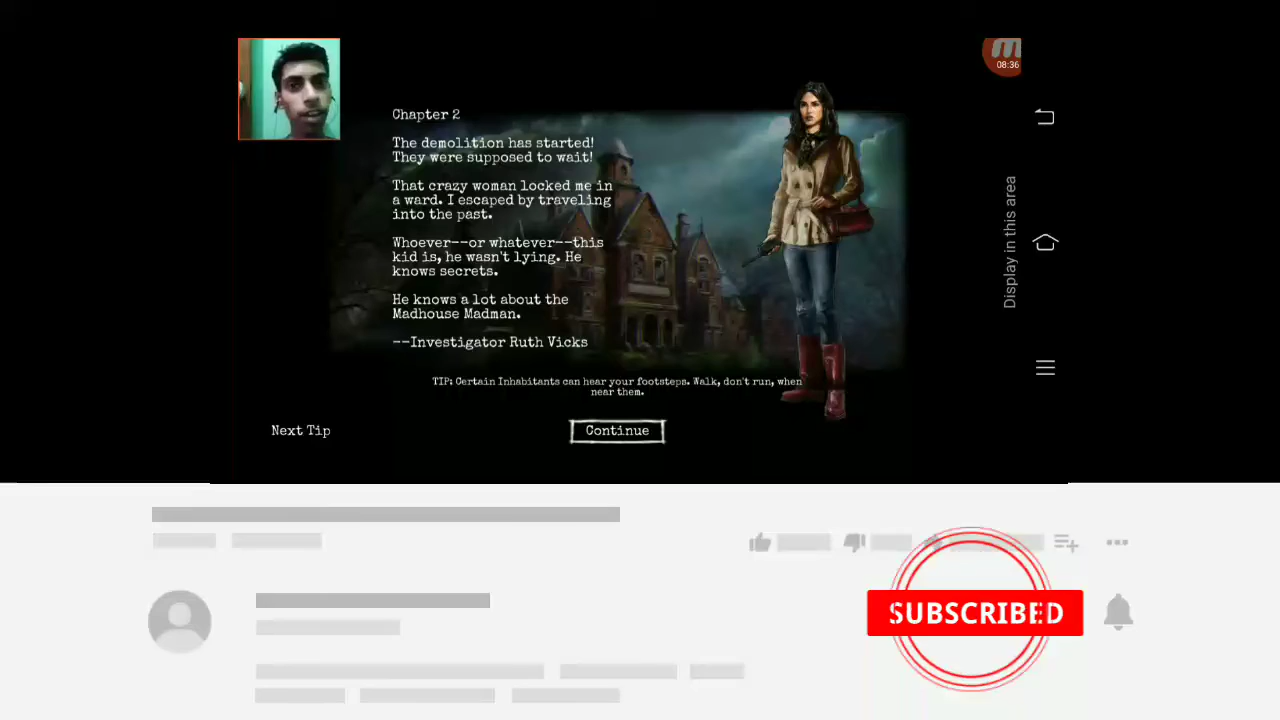 08:36
Chapter 2
The demolition has started!
They were supposed to wait!
That crazy woman locked me in
a ward. I escaped by traveling
into the past.
Whoever--or whatever--this
kid is, he wasn't lying. He
knows secrets.
He knows a lot about the
Madhouse Madman.
--Investigator Ruth Vicks
TIP: Certain Inhabitants can hear your footsteps. Walk, don't run, when
near them.
Next Tip
Continue
Display in this area
SUBSCRIBED